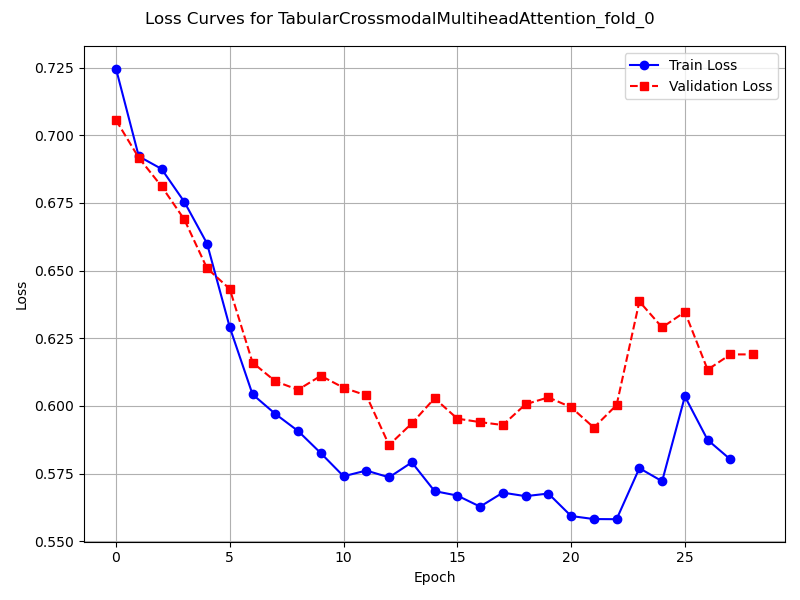 Loss Curves for TabularCrossmodalMultiheadAttention_fold_0
Train Loss
Validation Loss
0.725
0.700
0.675
0.650
0.625
0.600
0.575
0.550
Loss
0 5 10 15 20 25
Epoch